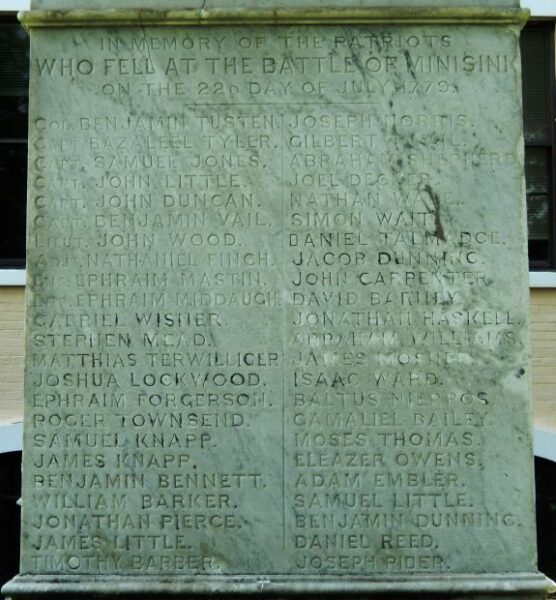 IN MEMORY OF THE PATRIOTS
WHO FELL AT THE BATTLE OF MINISINK
ON THE 22D DAY OF JULY 1779.
COL. BENJAMIN TUSTEN.
CAPT. BAZALEEL TYLER.
CAPT. SAMUEL JONES.
CAPT. JOHN LITTLE.
CAPT. JOHN DUNCAN.
CAPT. BENJAMIN VAIL.
LIEUT. JOHN WOOD.
ADJ. NATHANIEL FINCH.
EPHRAIM MASTIN.
EPHRAIM MIDDAUGH.
GABRIEL WISNER.
STEPHEN MEAD.
MATTHIAS TERWILLIGER
JOSHUA LOCKWOOD.
EPHRAIM FORGERSON.
ROGER TOWNSEND.
SAMUEL KNAPP.
JAMES KNAPP.
BENJAMIN BENNETT.
WILLIAM BARKER.
JONATHAN PIERCE.
JAMES LITTLE.
TIMOTHY BARBER.
JOSEPH NORRIS.
GILBERT
ABRAHAM SHEPHERD
JOEL DECKER.
NATHAN WADE.
SIMON WAIT.
DANIEL TALMADGE.
JACOB DUNNING.
JOHN CARPENTER
DAVID BARNEY.
JONATHAN HASKELL.
ABRAHAM WILLIAMS.
JAMES MOSHER.
ISAAC WARD.
BALTUS NIERPOS.
GAMALIEL BAILEY.
MOSES THOMAS.
ELEAZER OWENS.
ADAM EMBLER.
SAMUEL LITTLE.
BENJAMIN DUNNING.
DANIEL REED.
JOSEPH RIDER.